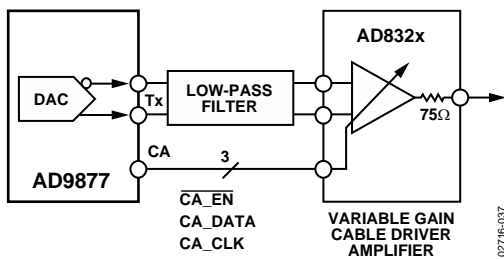 AD832x
DAC
Tx
LOW-PASS
FILTER
75Ω
CA
3
AD9877
CA_EN
CA_DATA
CA_CLK
VARIABLE GAIN
CABLE DRIVER
AMPLIFIER
02716-037